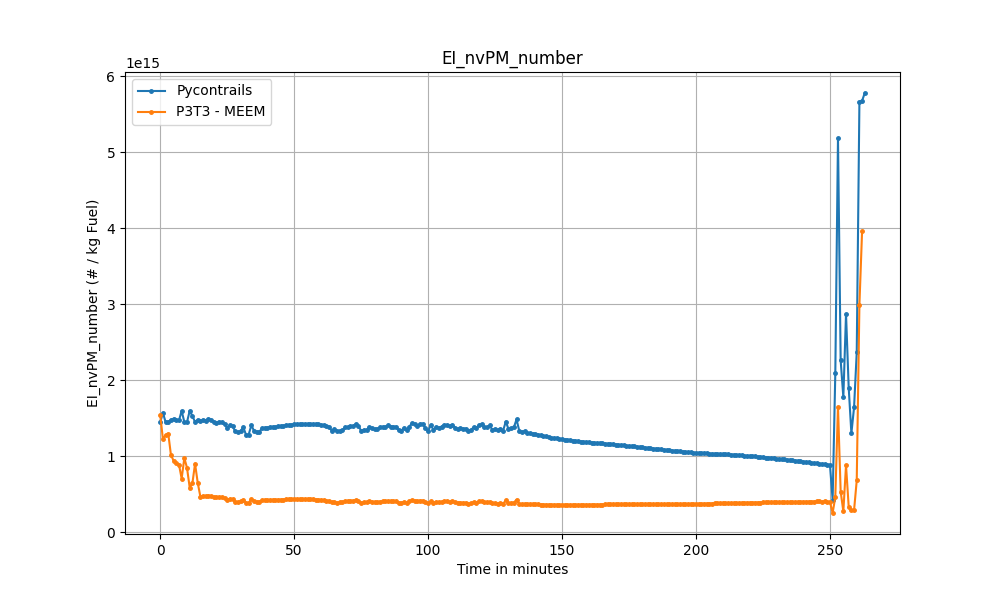 EI_nvPM_number
1e15
Pycontrails
P3T3 - MEEM
6
5
4
3
2
1
0
EI_nvPM_number (# / kg Fuel)
0 50 100 150 200 250
Time in minutes